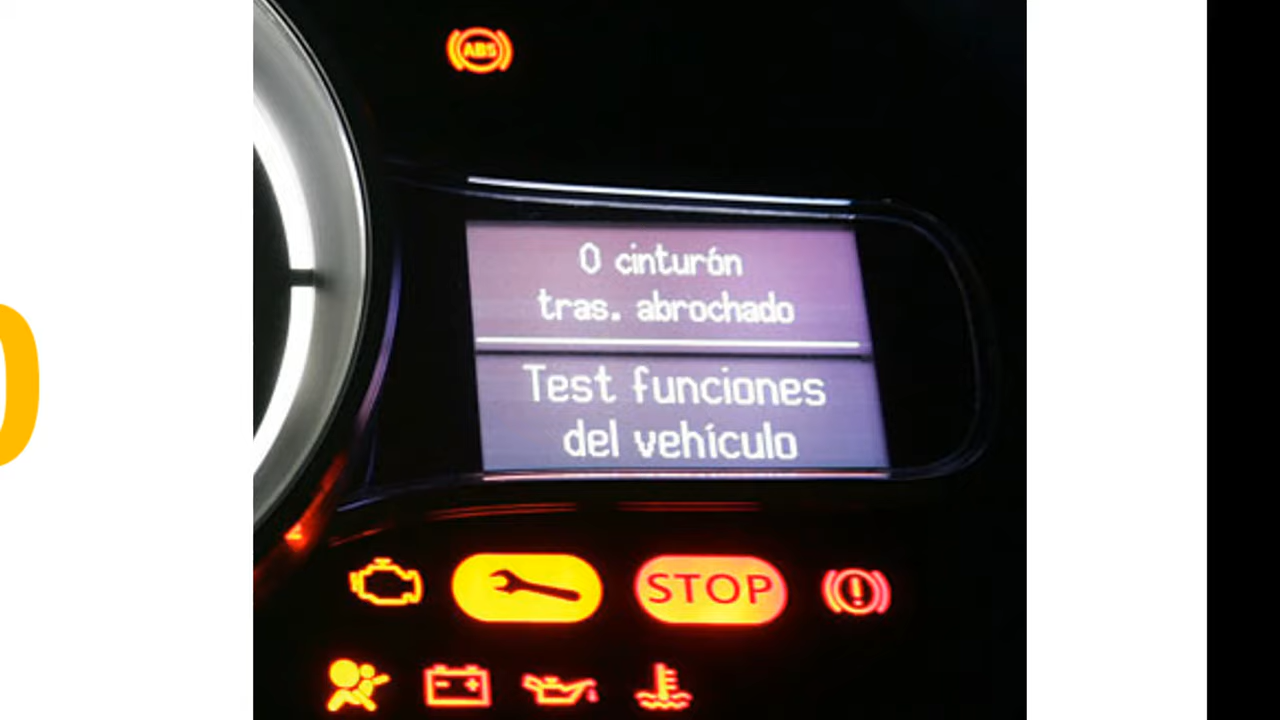 ABS
0 cinturón
tras. abrochado
Test funciones
del vehículo
STOP